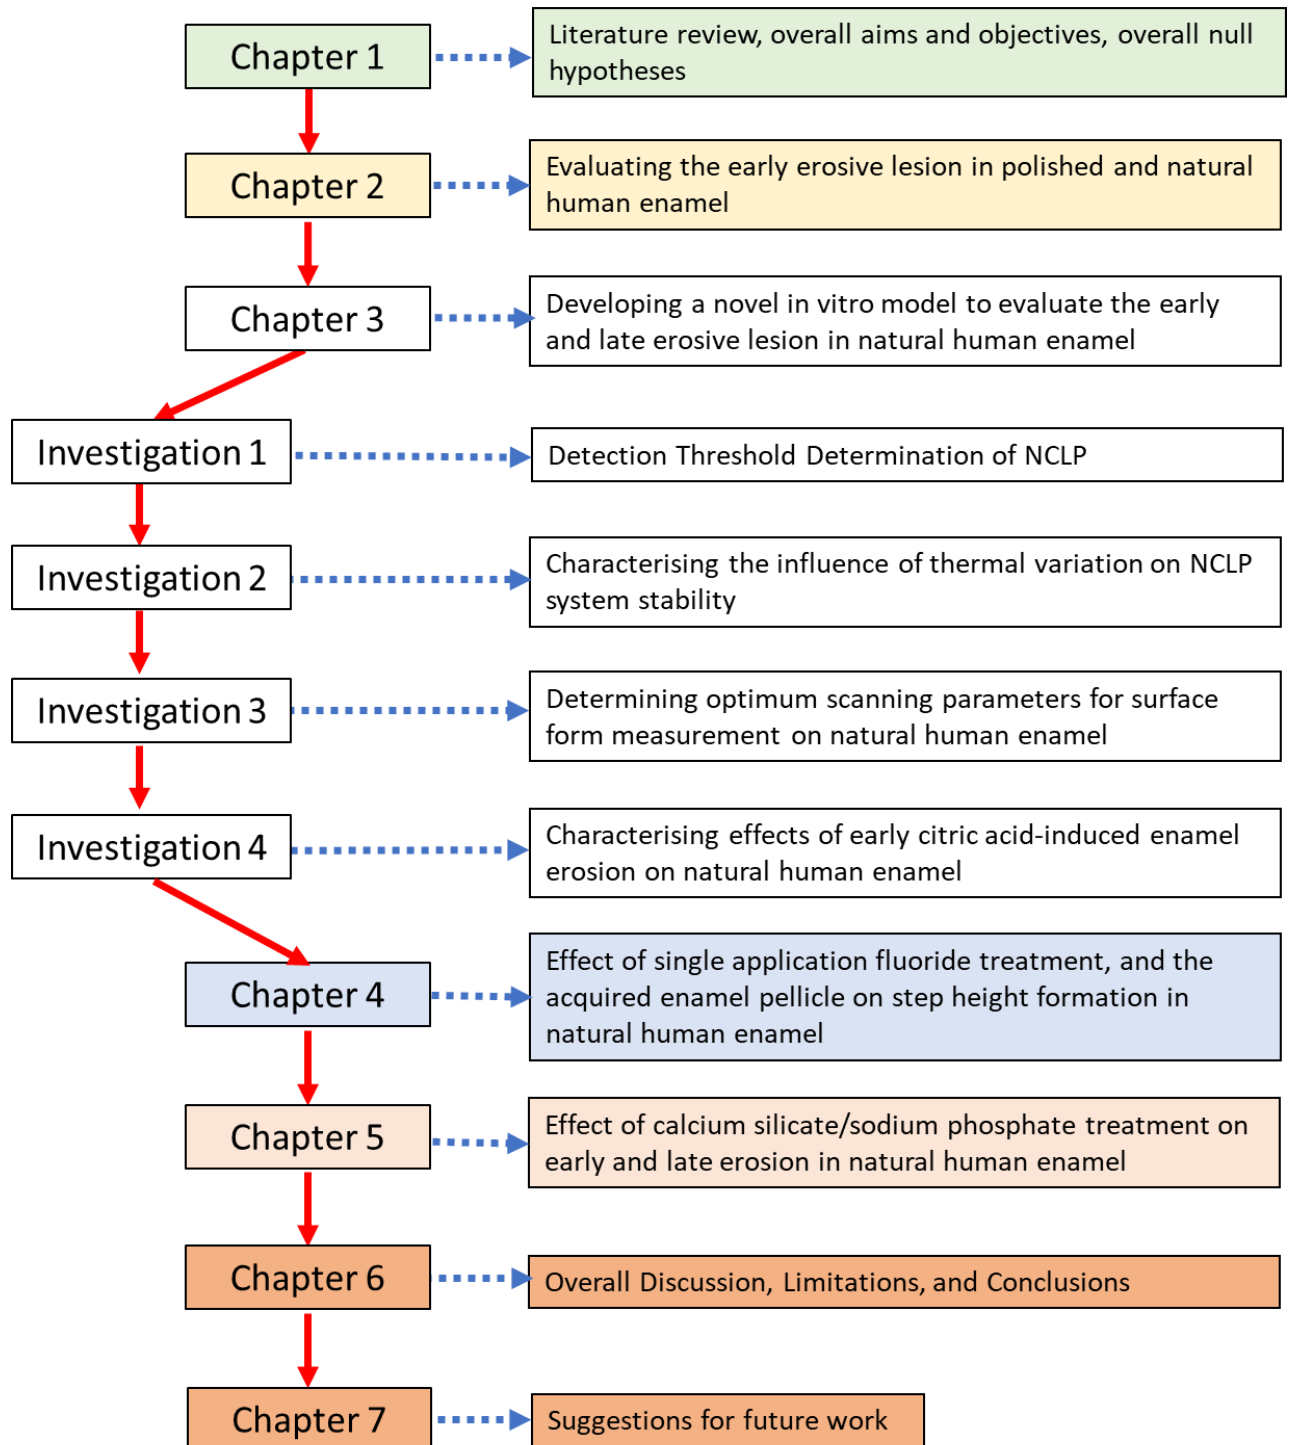 Chapter 1
Literature review, overall aims and objectives, overall null
hypotheses
Chapter 2
Evaluating the early erosive lesion in polished and natural
human enamel
Chapter 3
Developing a novel in vitro model to evaluate the early
and late erosive lesion in natural human enamel
Investigation 1
Detection Threshold Determination of NCLP
Investigation 2
Characterising the influence of thermal variation on NCLP
system stability
Investigation 3
Determining optimum scanning parameters for surface
form measurement on natural human enamel
Investigation 4
Characterising effects of early citric acid-induced enamel
erosion on natural human enamel
Chapter 4
Effect of single application fluoride treatment, and the
acquired enamel pellicle on step height formation in
natural human enamel
Chapter 5
Effect of calcium silicate/sodium phosphate treatment on
early and late erosion in natural human enamel
Chapter 6
Overall Discussion, Limitations, and Conclusions
Chapter 7
Suggestions for future work